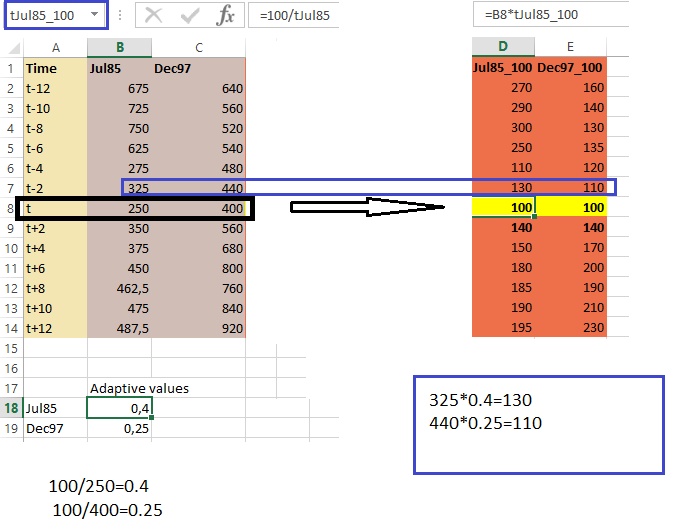 tJul85_100 fx =100/tJul85 =B8*tJul85_100
A B C D E
1 Time Jul85 Dec97 Jul85_100 Dec97_100
2 t-12 675 640 270 160
3 t-10 725 560 290 140
4 t-8 750 520 300 130
5 t-6 625 540 250 135
6 t-4 275 480 110 120
7 t-2 325 440 130 110
8 t 250 400 100 100
9 t+2 350 560 140 140
10 t+4 375 680 150 170
11 t+6 450 800 180 200
12 t+8 462,5 760 185 190
13 t+10 475 840 190 210
14 t+12 487,5 920 195 230
15
16
17 Adaptive values
18 Jul85 0,4
19 Dec97 0,25
325*0.4=130
440*0.25=110
100/250=0.4
100/400=0.25